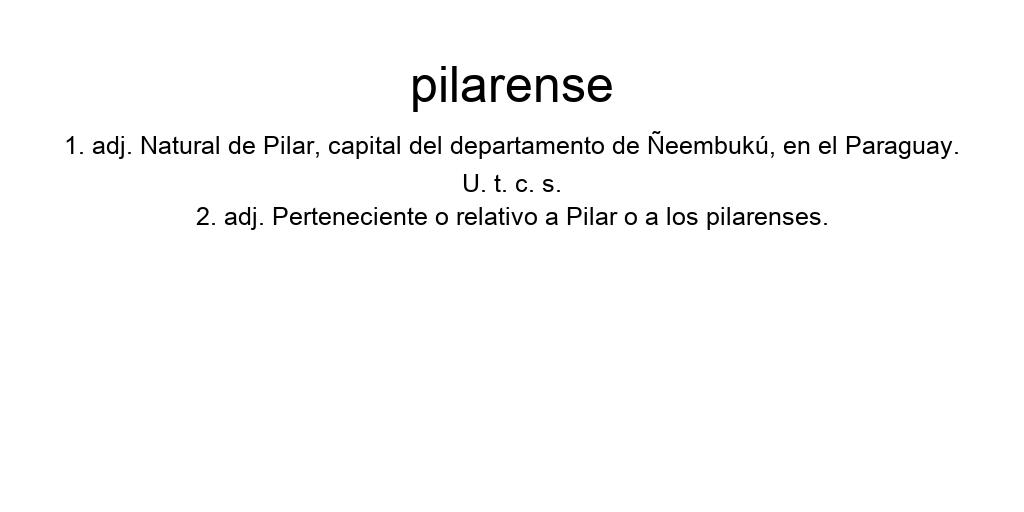 pilarense
1. adj. Natural de Pilar, capital del departamento de Ñeembukú, en el Paraguay.
U. t. c. s.
2. adj. Perteneciente o relativo a Pilar o a los pilarenses.